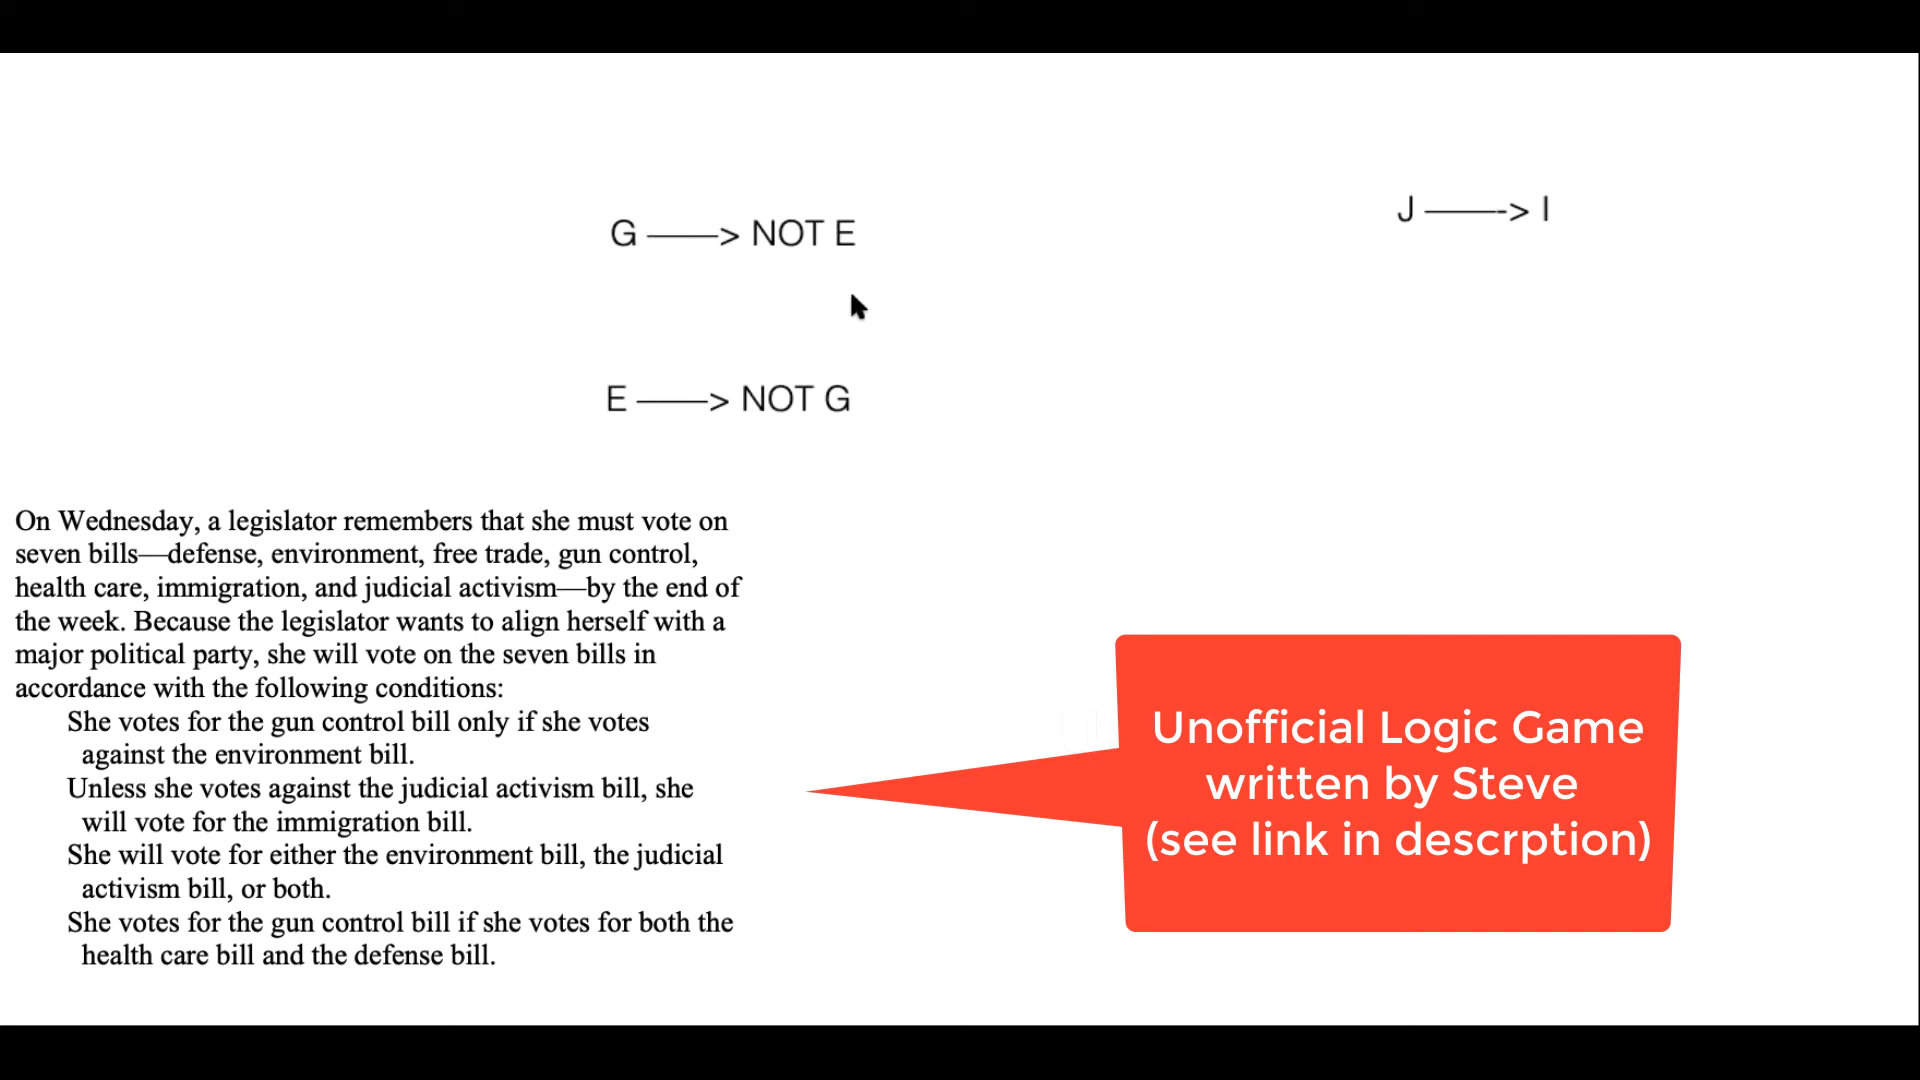 G ——> NOT E
J ——-> I
E ——> NOT G
On Wednesday, a legislator remembers that she must vote on
seven bills—defense, environment, free trade, gun control,
health care, immigration, and judicial activism—by the end of
the week. Because the legislator wants to align herself with a
major political party, she will vote on the seven bills in
accordance with the following conditions:
She votes for the gun control bill only if she votes
against the environment bill.
Unless she votes against the judicial activism bill, she
will vote for the immigration bill.
She will vote for either the environment bill, the judicial
activism bill, or both.
She votes for the gun control bill if she votes for both the
health care bill and the defense bill.
Unofficial Logic Game
written by Steve
(see link in descrption)